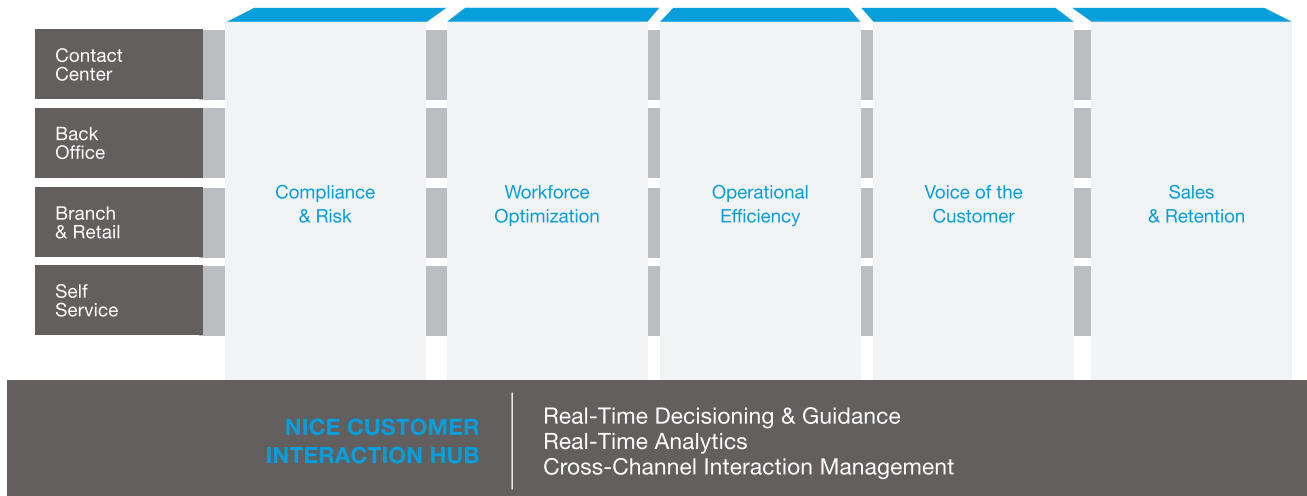 Contact
Center
Back
Office
Branch
& Retail
Self
Service
Compliance
& Risk
Workforce
Optimization
Operational
Efficiency
Voice of the
Customer
Sales
& Retention
NICE CUSTOMER
INTERACTION HUB
Real-Time Decisioning & Guidance
Real-Time Analytics
Cross-Channel Interaction Management